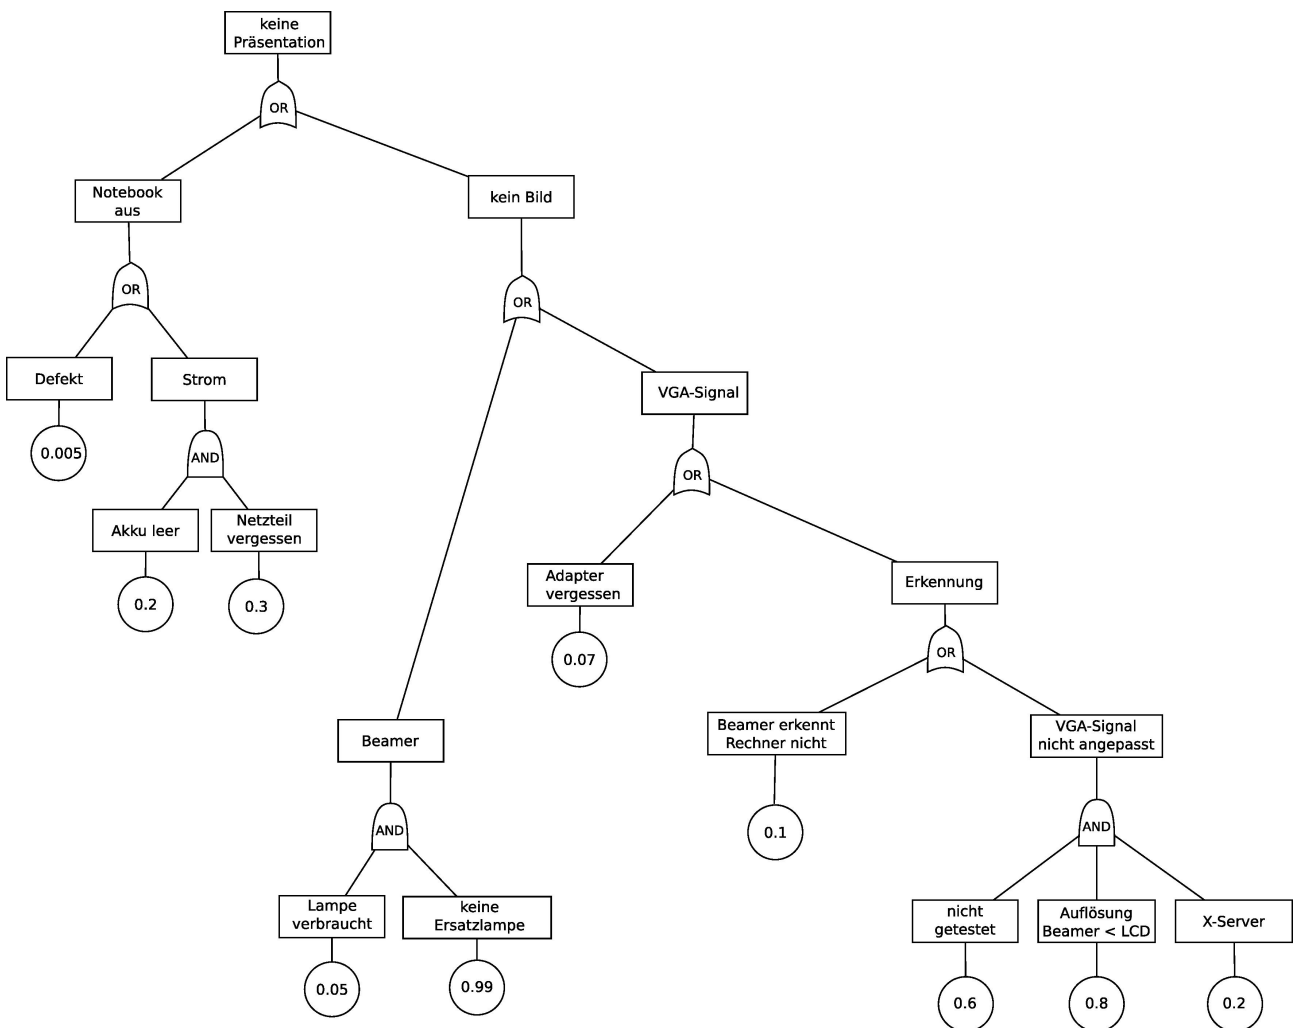 keine
Präsentation
OR
Notebook
aus
kein Bild
OR
OR
Defekt
Strom
VGA-Signal
0.005
AND
OR
Akku leer
Netzteil
vergessen
Adapter
vergessen
Erkennung
0.2
0.3
OR
0.07
Beamer
Beamer erkennt
Rechner nicht
VGA-Signal
nicht angepasst
AND
0.1
AND
Lampe
verbraucht
keine
Ersatzlampe
nicht
getestet
Auflösung
Beamer < LCD
X-Server
0.05
0.99
0.6
0.8
0.2